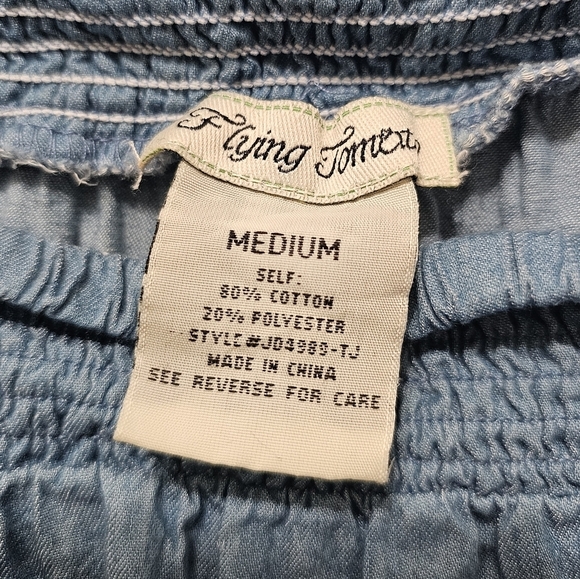 Flying Tomato
MEDIUM
SELF:
80% COTTON
20% POLYESTER
STYLE#JD4989-TJ
MADE IN CHINA
SEE REVERSE FOR CARE